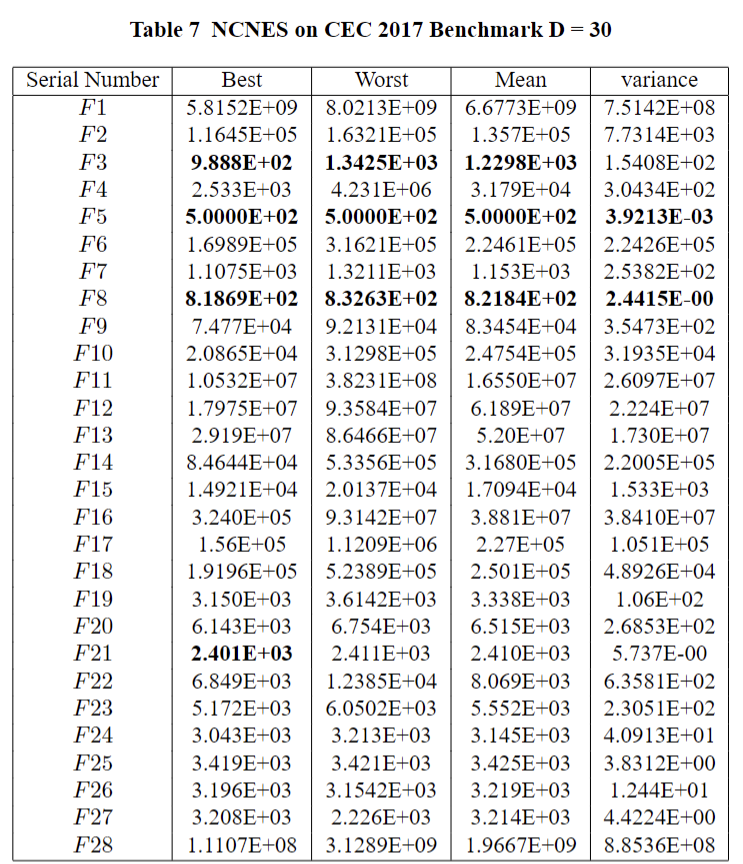 Table 7 NCNES on CEC 2017 Benchmark D = 30
Serial Number Best Worst Mean variance
F1 5.8152E+09 8.0213E+09 6.6773E+09 7.5142E+08
F2 1.1645E+05 1.6321E+05 1.357E+05 7.7314E+03
F3 9.888E+02 1.3425E+03 1.2298E+03 1.5408E+02
F4 2.533E+03 4.231E+06 3.179E+04 3.0434E+02
F5 5.0000E+02 5.0000E+02 5.0000E+02 3.9213E-03
F6 1.6989E+05 3.1621E+05 2.2461E+05 2.2426E+05
F7 1.1075E+03 1.3211E+03 1.153E+03 2.5382E+02
F8 8.1869E+02 8.3263E+02 8.2184E+02 2.4415E-00
F9 7.477E+04 9.2131E+04 8.3454E+04 3.5473E+02
F10 2.0865E+04 3.1298E+05 2.4754E+05 3.1935E+04
F11 1.0532E+07 3.8231E+08 1.6550E+07 2.6097E+07
F12 1.7975E+07 9.3584E+07 6.189E+07 2.224E+07
F13 2.919E+07 8.6466E+07 5.20E+07 1.730E+07
F14 8.4644E+04 5.3356E+05 3.1680E+05 2.2005E+05
F15 1.4921E+04 2.0137E+04 1.7094E+04 1.533E+03
F16 3.240E+05 9.3142E+07 3.881E+07 3.8410E+07
F17 1.56E+05 1.1209E+06 2.27E+05 1.051E+05
F18 1.9196E+05 5.2389E+05 2.501E+05 4.8926E+04
F19 3.150E+03 3.6142E+03 3.338E+03 1.06E+02
F20 6.143E+03 6.754E+03 6.515E+03 2.6853E+02
F21 2.401E+03 2.411E+03 2.410E+03 5.737E-00
F22 6.849E+03 1.2385E+04 8.069E+03 6.3581E+02
F23 5.172E+03 6.0502E+03 5.552E+03 2.3051E+02
F24 3.043E+03 3.213E+03 3.145E+03 4.0913E+01
F25 3.419E+03 3.421E+03 3.425E+03 3.8312E+00
F26 3.196E+03 3.1542E+03 3.219E+03 1.244E+01
F27 3.208E+03 2.226E+03 3.214E+03 4.4224E+00
F28 1.1107E+08 3.1289E+09 1.9667E+09 8.8536E+08